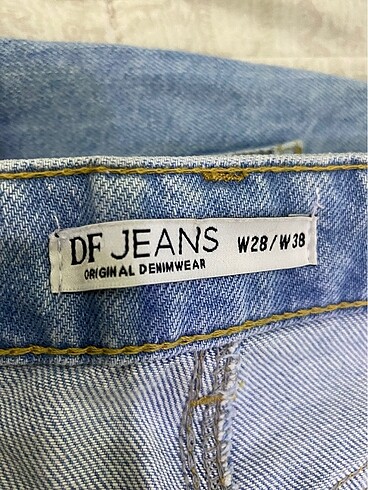 DF JEANS W28/W38
ORIGINAL DENIMWEAR